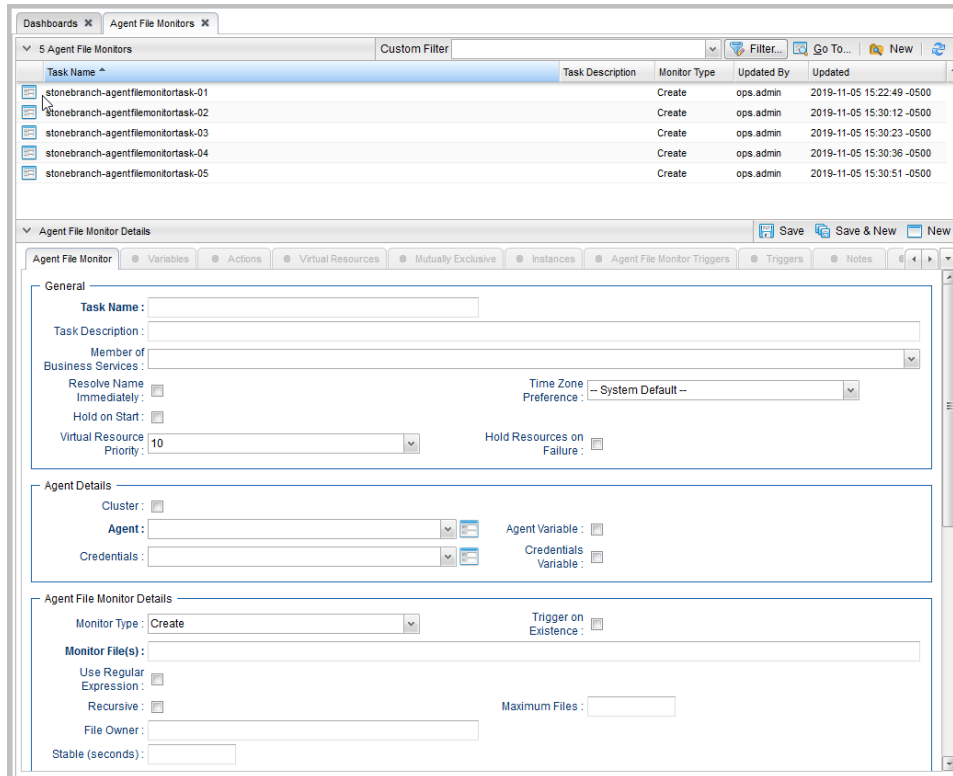 Dashboards Agent File Monitors
5 Agent File Monitors Custom Filter Filter... Go To... New
Task Name Task Description Monitor Type Updated By Updated
stonebranch-agentfilemonitortask-01 Create ops.admin 2019-11-05 15:22:49 -0500
stonebranch-agentfilemonitortask-02 Create ops.admin 2019-11-05 15:30:12 -0500
stonebranch-agentfilemonitortask-03 Create ops.admin 2019-11-05 15:30:23 -0500
stonebranch-agentfilemonitortask-04 Create ops.admin 2019-11-05 15:30:36 -0500
stonebranch-agentfilemonitortask-05 Create ops.admin 2019-11-05 15:30:51 -0500
Agent File Monitor Details Save Save & New New
Agent File Monitor Variables Actions Virtual Resources Mutually Exclusive Instances Agent File Monitor Triggers Triggers Notes
General
Task Name :
Task Description :
Member of
Business Services :
Resolve Name
Immediately :
Time Zone
Preference : -- System Default --
Hold on Start :
Virtual Resource
Priority : 10
Hold Resources on
Failure :
Agent Details
Cluster :
Agent : Agent Variable :
Credentials :
Credentials
Variable :
Agent File Monitor Details
Monitor Type : Create
Trigger on
Existence :
Monitor File(s) :
Use Regular
Expression :
Recursive : Maximum Files :
File Owner :
Stable (seconds) :